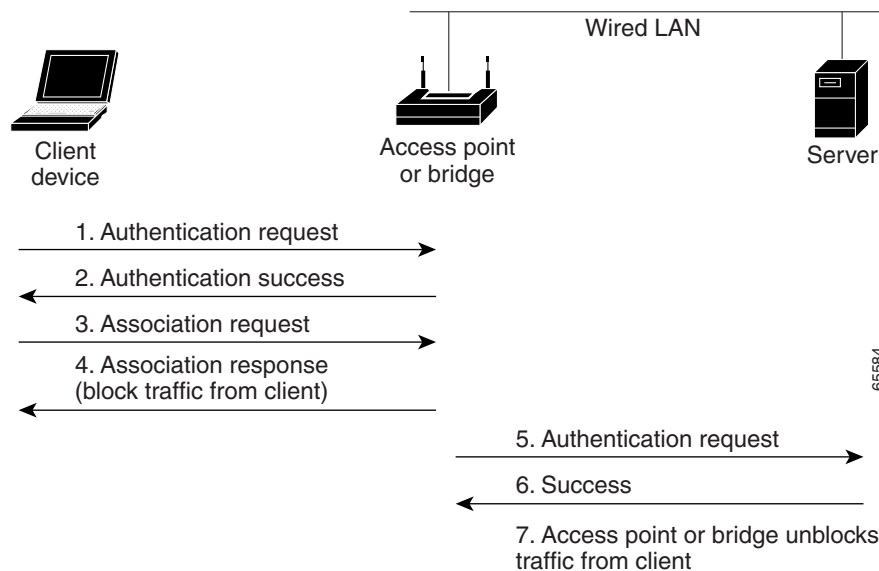 Wired LAN
Client
device
Access point
or bridge
Server
1. Authentication request
2. Authentication success
3. Association request
4. Association response
(block traffic from client)
65584
5. Authentication request
6. Success
7. Access point or bridge unblocks
traffic from client